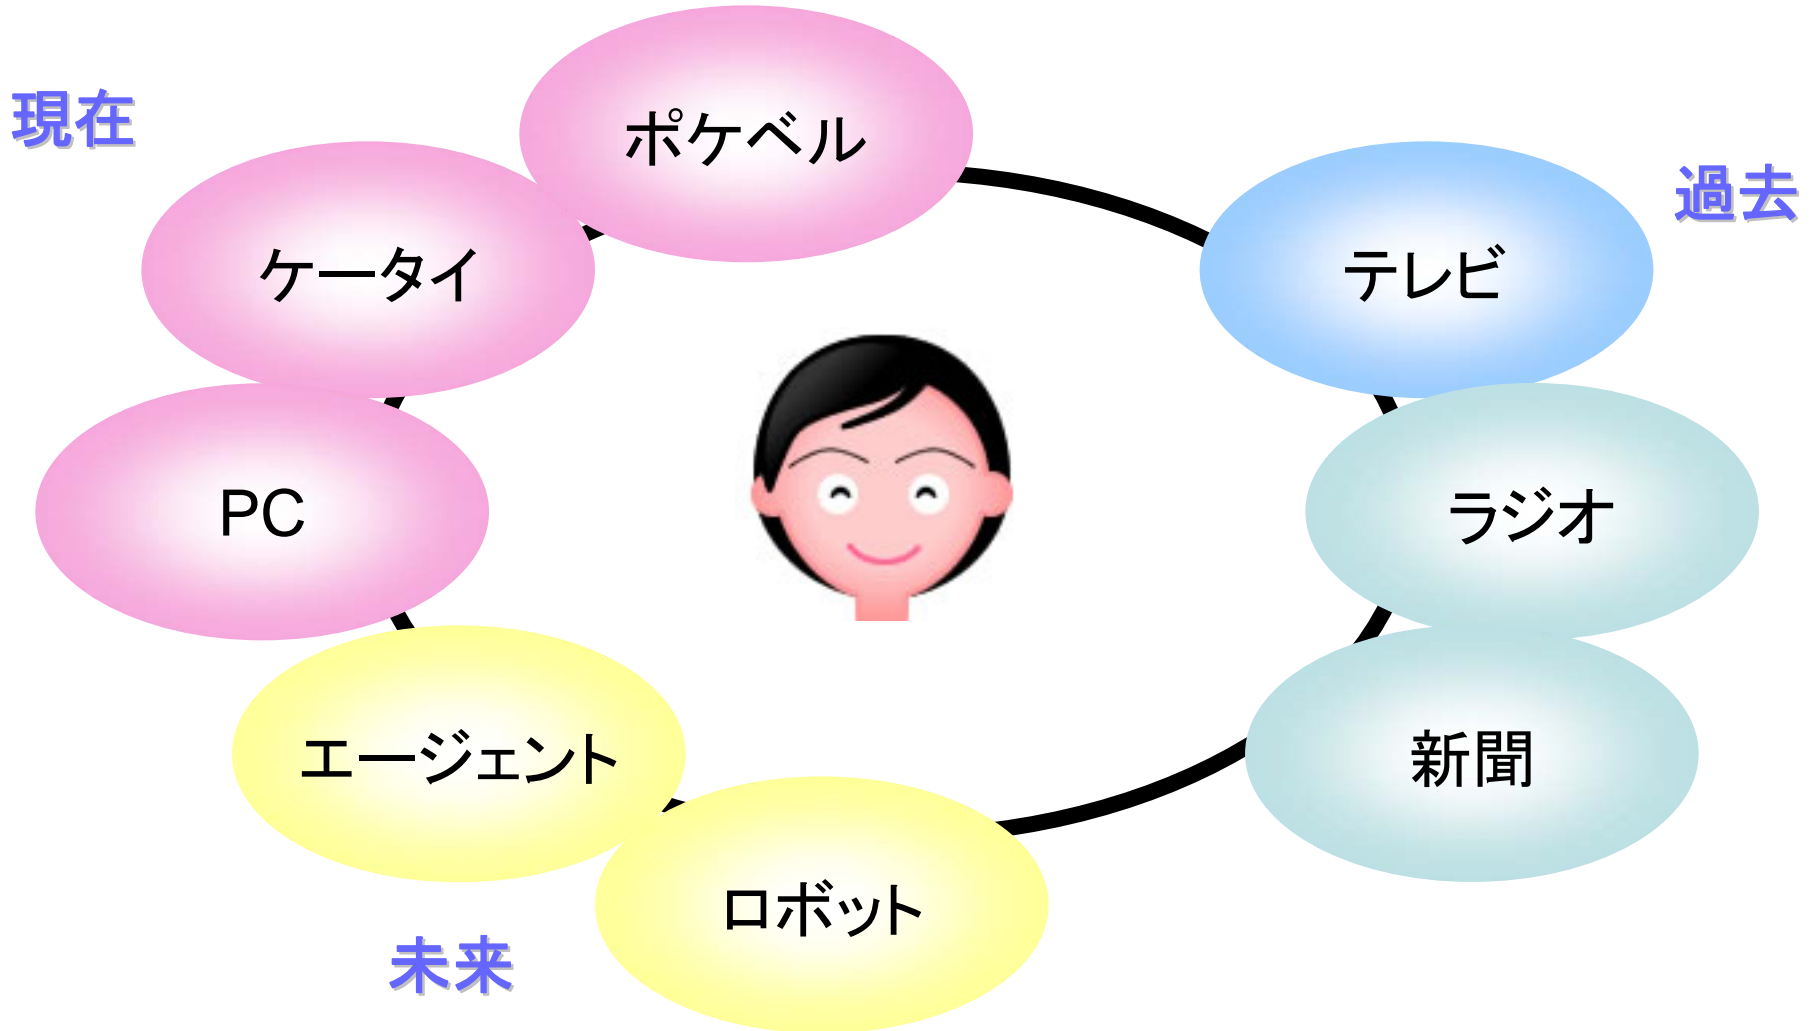 ポケベル
現在
過去
ケータイ
テレビ
PC
ラジオ
エージェント
新聞
ロボット
未来